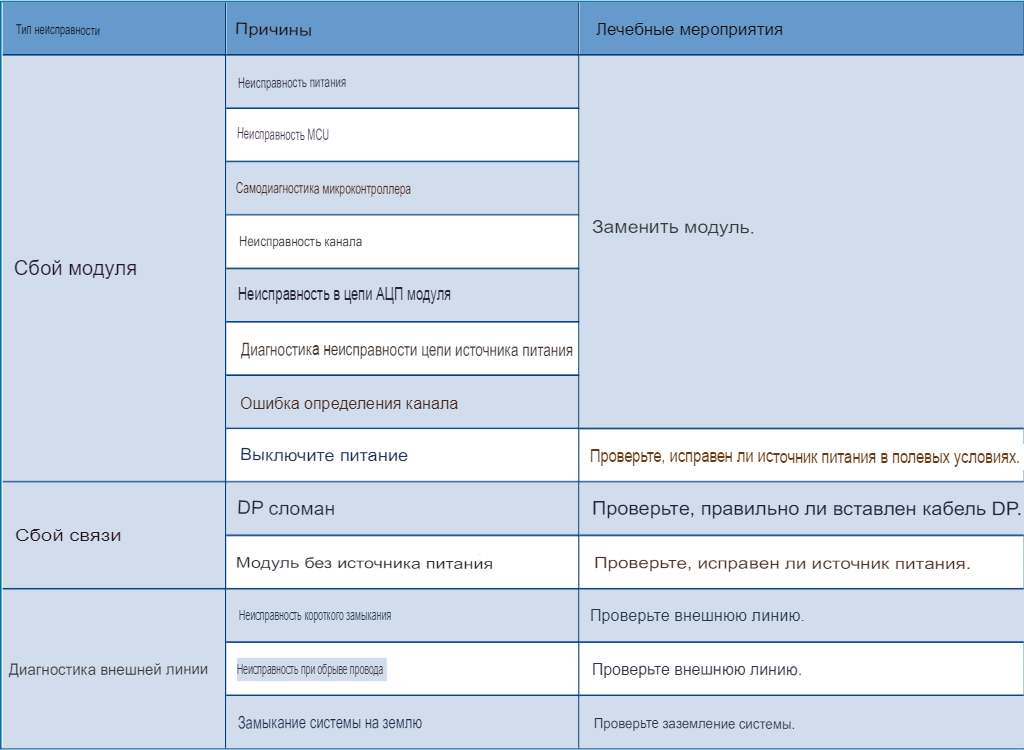 Тип неисправности
Причины
Лечебные мероприятия
Сбой модуля
Неисправность питания
Неисправность MCU
Самодиагностика микроконтроллера
Неисправность канала
Неисправность в цепи АЦП модуля
Диагностика неисправности цепи источника питания
Ошибка определения канала
Заменить модуль.
Выключите питание
Проверьте, исправен ли источник питания в полевых условиях.
Сбой связи
DP сломан
Проверьте, правильно ли вставлен кабель DP.
Модуль без источника питания
Проверьте, исправен ли источник питания.
Диагностика внешней линии
Неисправность короткого замыкания
Проверьте внешнюю линию.
Неисправность при обрыве провода
Проверьте внешнюю линию.
Замыкание системы на землю
Проверьте заземление системы.